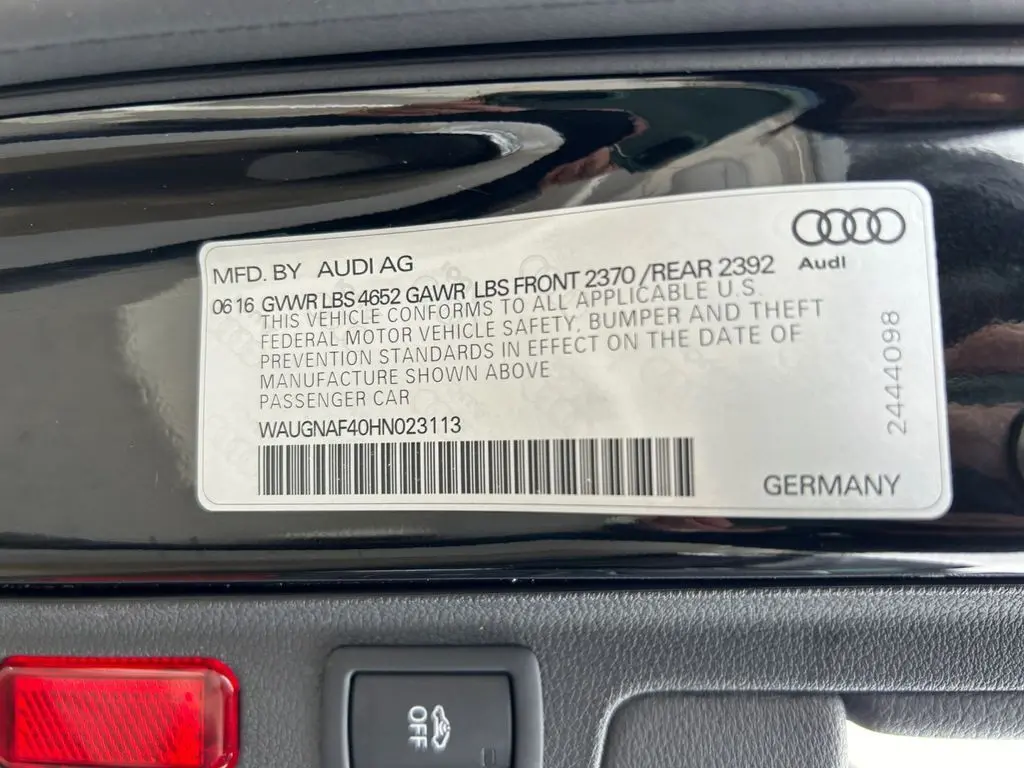 Audi
MFD. BY AUDI AG
06 16 GVWR LBS 4652 GAWR LBS FRONT 2370 /REAR 2392
THIS VEHICLE CONFORMS TO ALL APPLICABLE U.S.
FEDERAL MOTOR VEHICLE SAFETY, BUMPER AND THEFT
PREVENTION STANDARDS IN EFFECT ON THE DATE OF
MANUFACTURE SHOWN ABOVE
PASSENGER CAR
WAUGNAF40HN023113
2444098
GERMANY
OFF